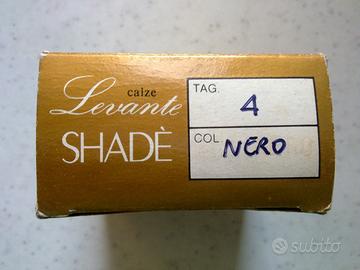 calze
Levante
SHADÈ
TAG.
4
COL.
NERO
subito